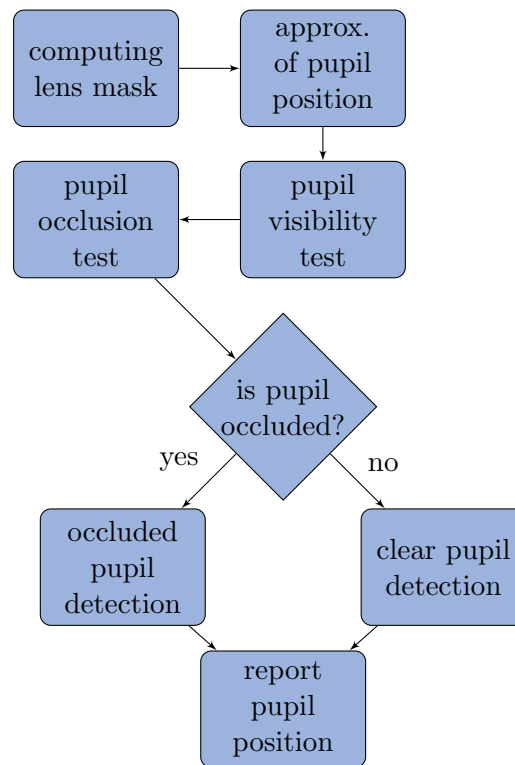 computing
lens mask
approx.
of pupil
position
pupil
occlusion
test
pupil
visibility
test
is pupil
occluded?
yes
no
occluded
pupil
detection
clear pupil
detection
report
pupil
position